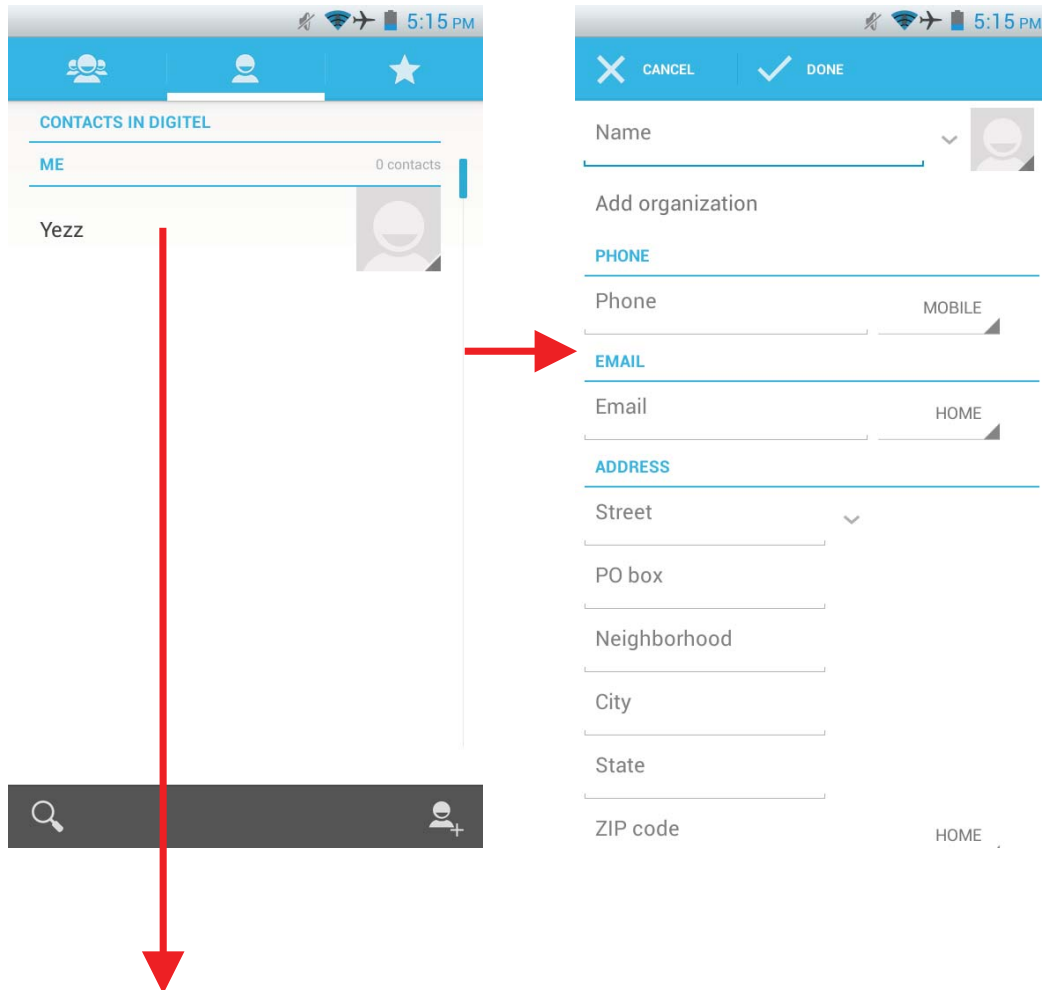 5:15 PM
CONTACTS IN DIGITEL
ME 0 contacts
Yezz
5:15 PM
CANCEL DONE
Name
Add organization
PHONE
Phone MOBILE
EMAIL
Email HOME
ADDRESS
Street
PO box
Neighborhood
City
State
ZIP code HOME